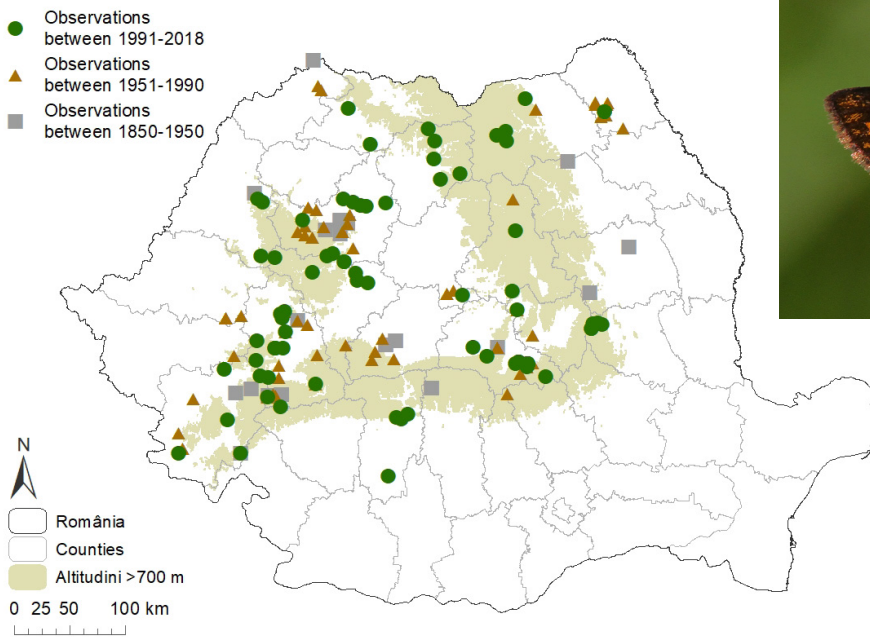 Observations
between 1991-2018
Observations
between 1951-1990
Observations
between 1850-1950
N
România
Counties
Altitudini >700 m
0 25 50 100 km